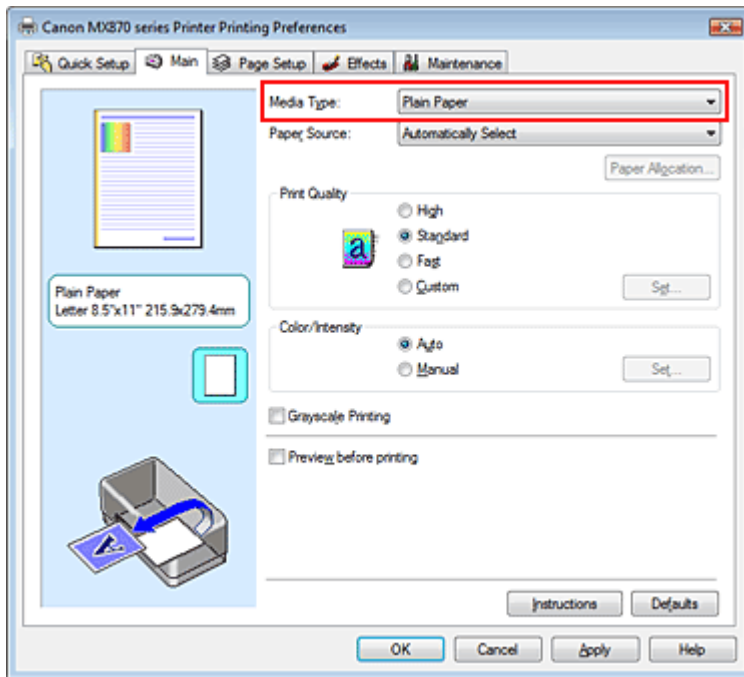 Canon MX870 series Printer Printing Preferences
Quick Setup Main Page Setup Effects Maintenance
Media Type: Plain Paper
Paper Source: Automatically Select
Paper Allocation...
Print Quality
High
a Standard
Fast
Custom Set...
Plain Paper
Letter 8.5"x11" 215.9x279.4mm
Color/Intensity
Auto
Manual Set...
Grayscale Printing
Preview before printing
A
Instructions Defaults
OK Cancel Apply Help